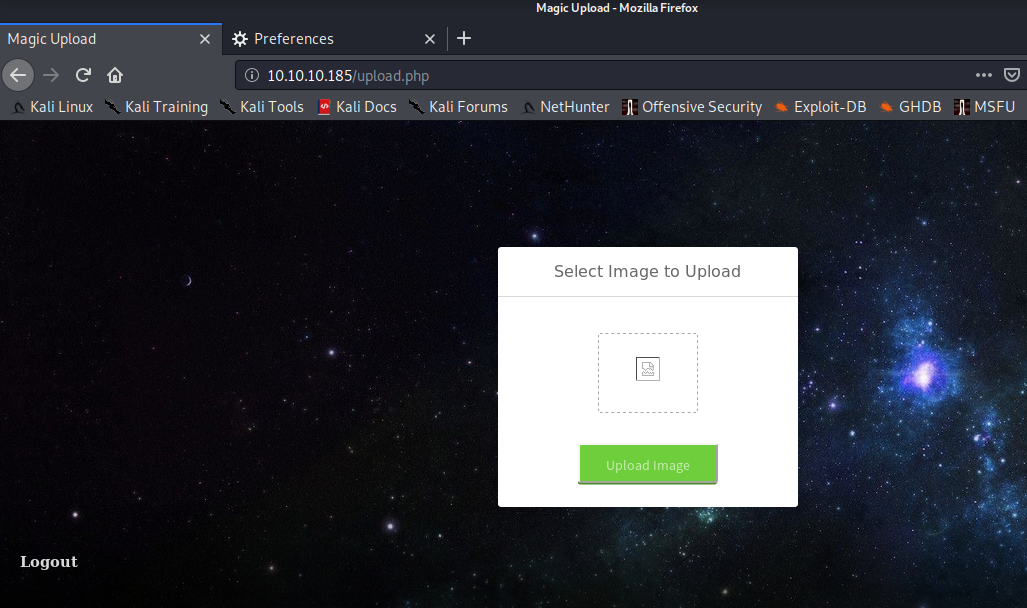 Magic Upload - Mozilla Firefox
Magic Upload Preferences
10.10.10.185/upload.php
Kali Linux Kali Training Kali Tools Kali Docs Kali Forums NetHunter Offensive Security Exploit-DB GHDB MSFU
Select Image to Upload
Upload Image
Logout